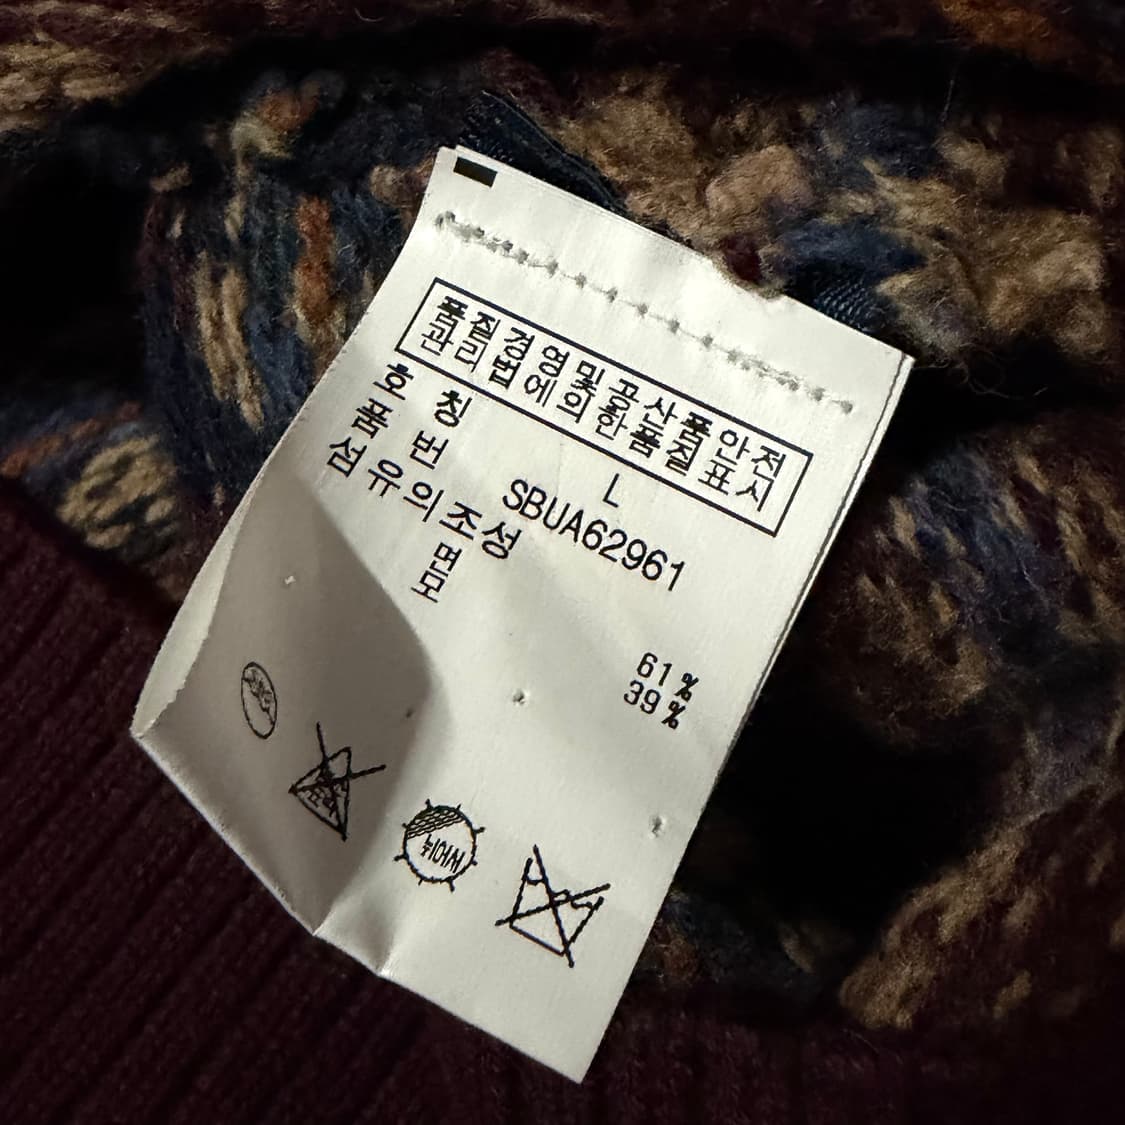 품질경영 및 공산품안전
관리법에 의한 품질표시
호 칭 L
품 번 SBUA62961
섬유의조성
면 61%
모 39%
뉘어서